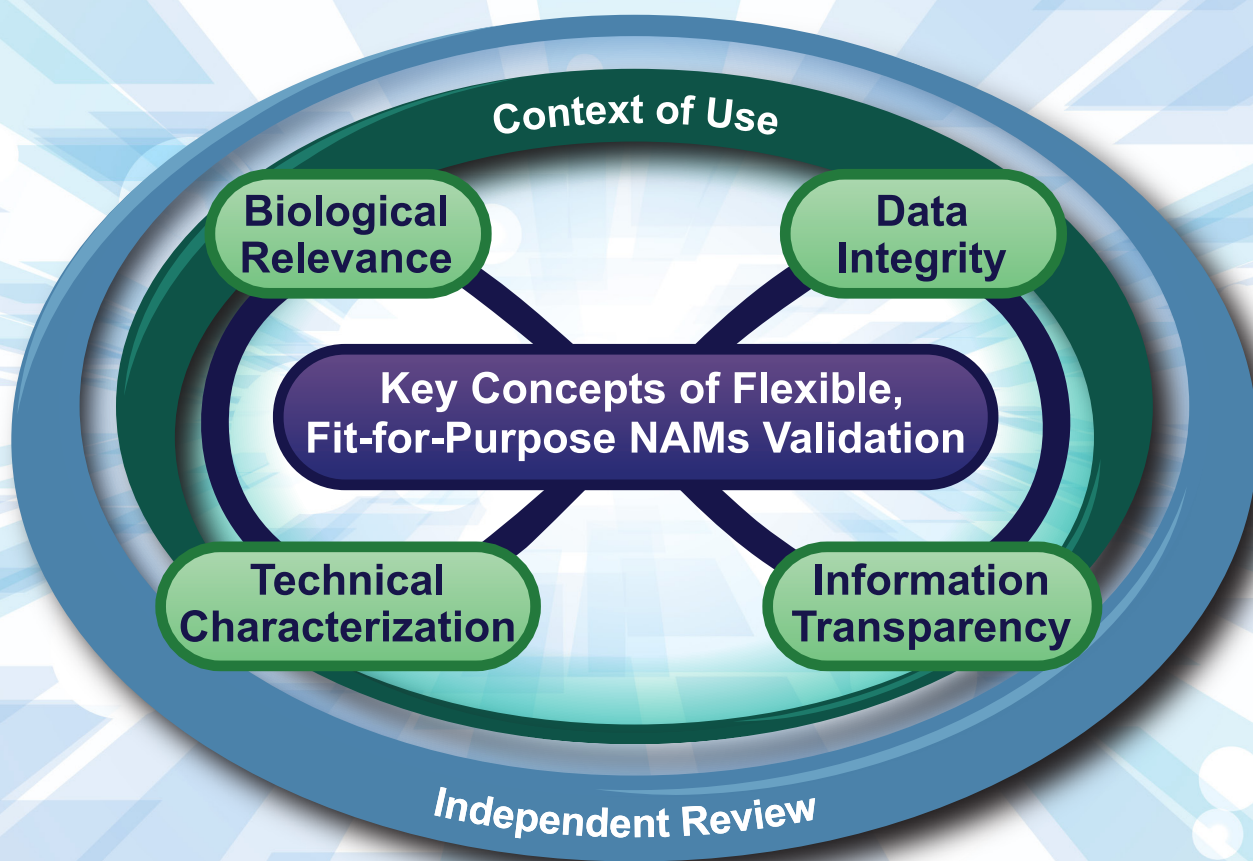 Context of Use
Biological
Relevance
Data
Integrity
Key Concepts of Flexible,
Fit-for-Purpose NAMs Validation
Technical
Characterization
Information
Transparency
Independent Review